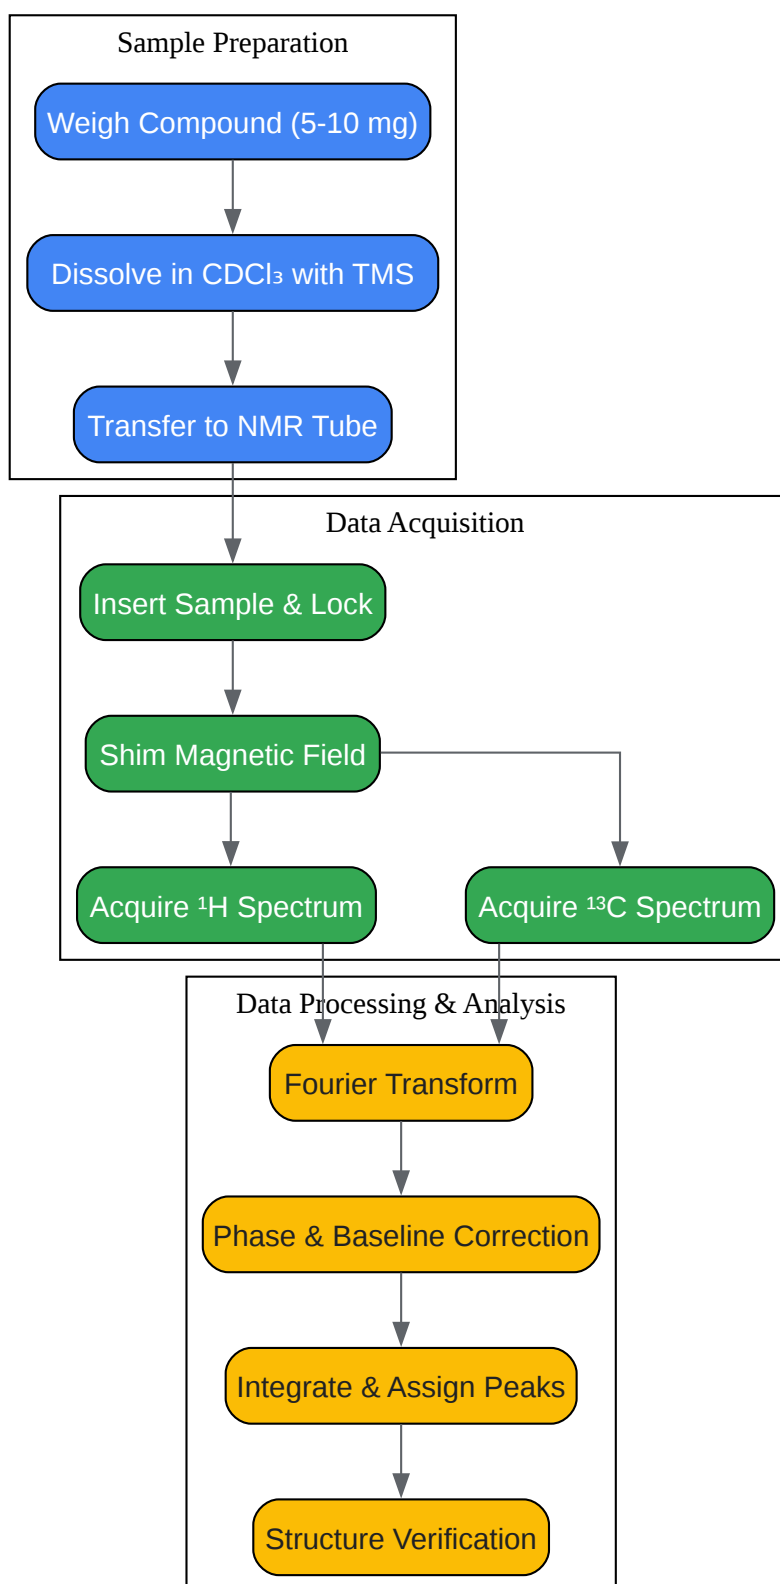 Sample Preparation
Weigh Compound (5-10 mg)
Dissolve in CDCl₃ with TMS
Transfer to NMR Tube
Data Acquisition
Insert Sample & Lock
Shim Magnetic Field
Acquire ¹H Spectrum
Acquire ¹³C Spectrum
Data Processing & Analysis
Fourier Transform
Phase & Baseline Correction
Integrate & Assign Peaks
Structure Verification